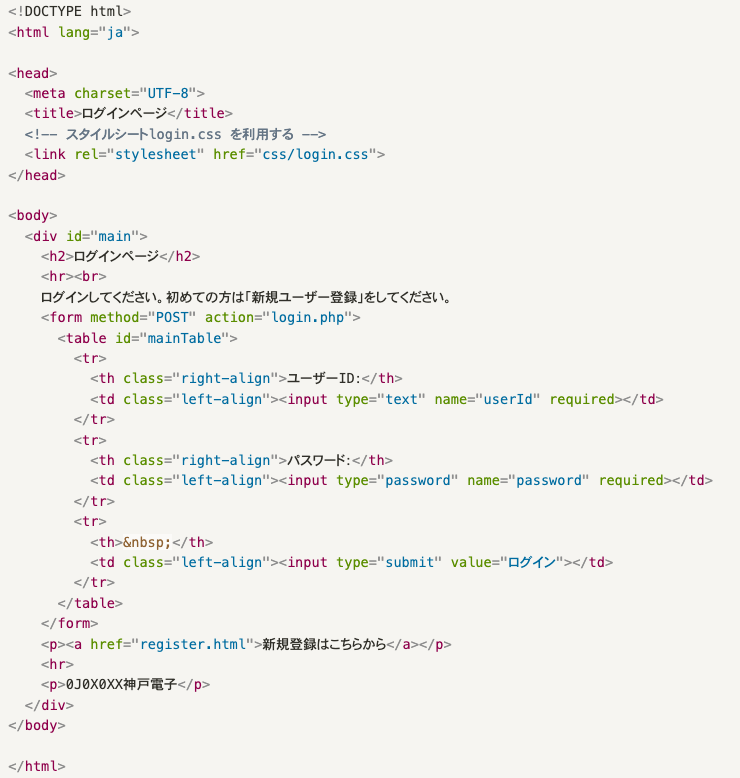 <!DOCTYPE html>
<html lang="ja">
<head>
<meta charset="UTF-8">
<title>ログインページ</title>
<!-- スタイルシートlogin.css を利用する -->
<link rel="stylesheet" href="css/login.css">
</head>
<body>
<div id="main">
<h2>ログインページ</h2>
<hr><br>
ログインしてください。初めての方は「新規ユーザー登録」をしてください。
<form method="POST" action="login.php">
<table id="mainTable">
<tr>
<th class="right-align">ユーザーID:</th>
<td class="left-align"><input type="text" name="userId" required></td>
</tr>
<tr>
<th class="right-align">パスワード:</th>
<td class="left-align"><input type="password" name="password" required></td>
</tr>
<tr>
<th>&nbsp;</th>
<td class="left-align"><input type="submit" value="ログイン"></td>
</tr>
</table>
</form>
<p><a href="register.html">新規登録はこちらから</a></p>
<hr>
<p>0J0X0XX神戸電子</p>
</div>
</body>
</html>